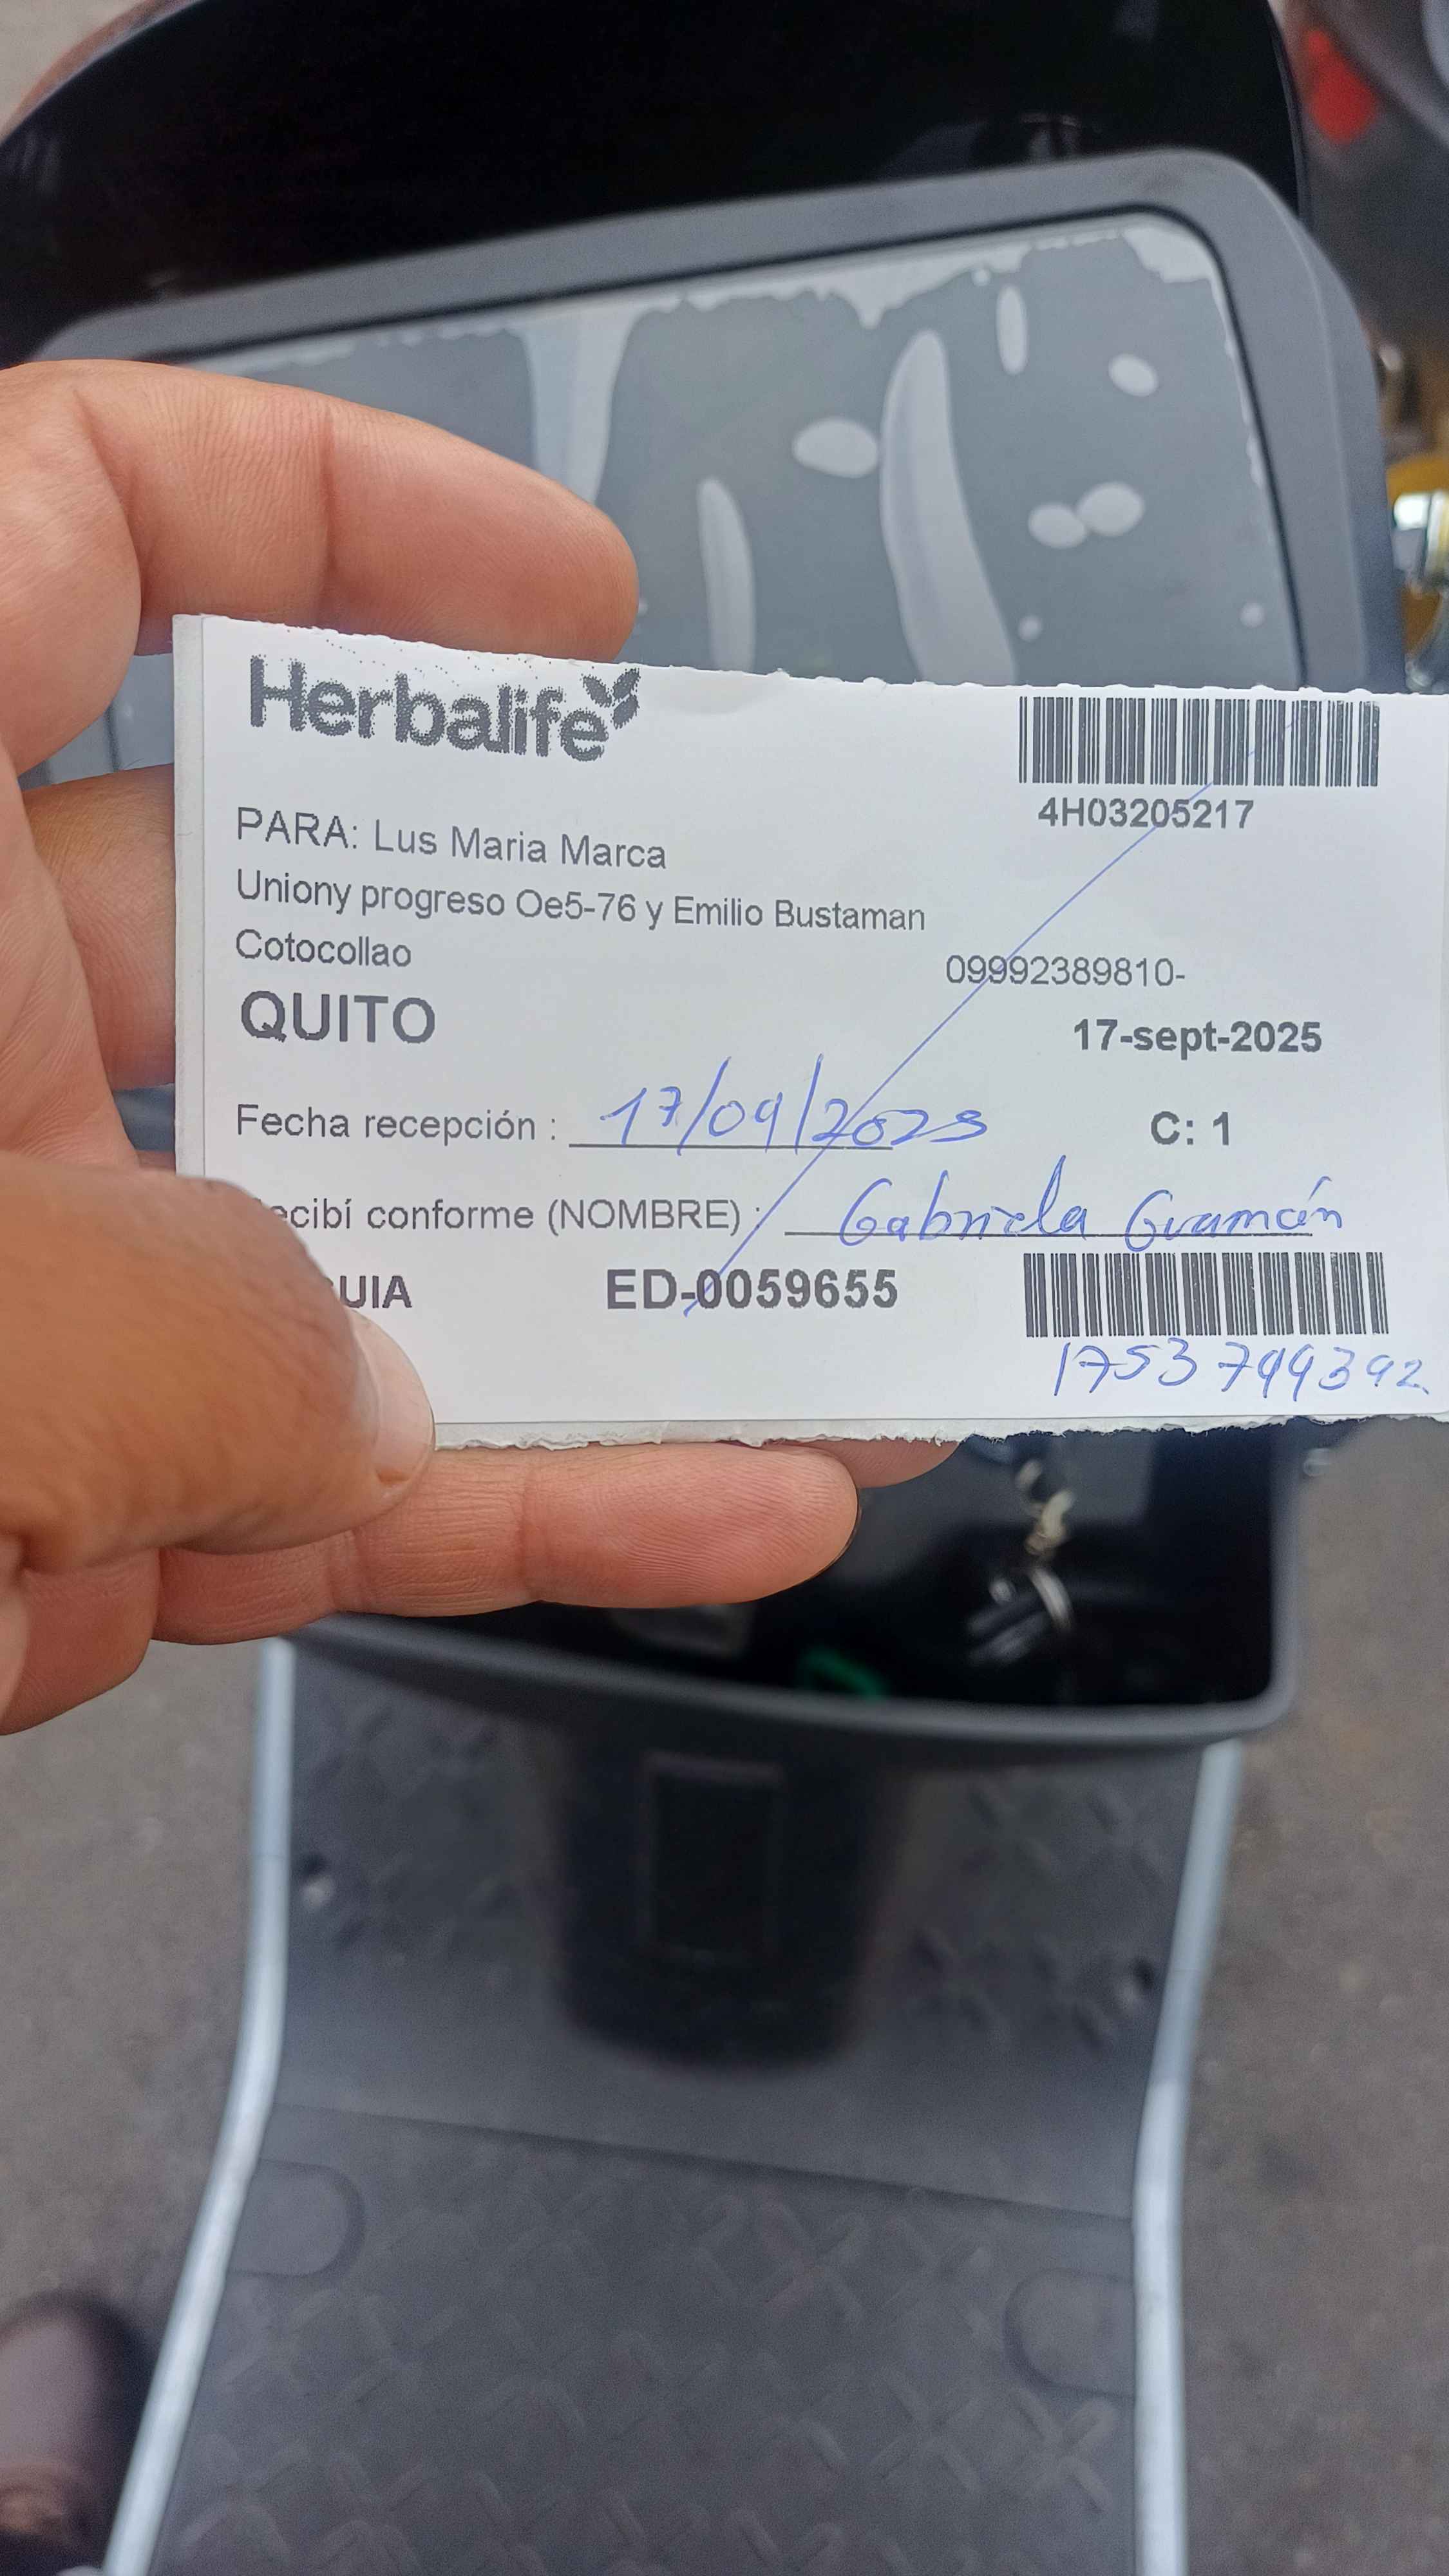 Herbalife
4H03205217
PARA: Lus Maria Marca
Uniony progreso Oe5-76 y Emilio Bustaman
Cotocollao
09992389810-
QUITO
17-sept-2025
Fecha recepción : 17/09/2025
C: 1
ecibí conforme (NOMBRE) : Gabriela Guamán
UIA ED-0059655
1753799392